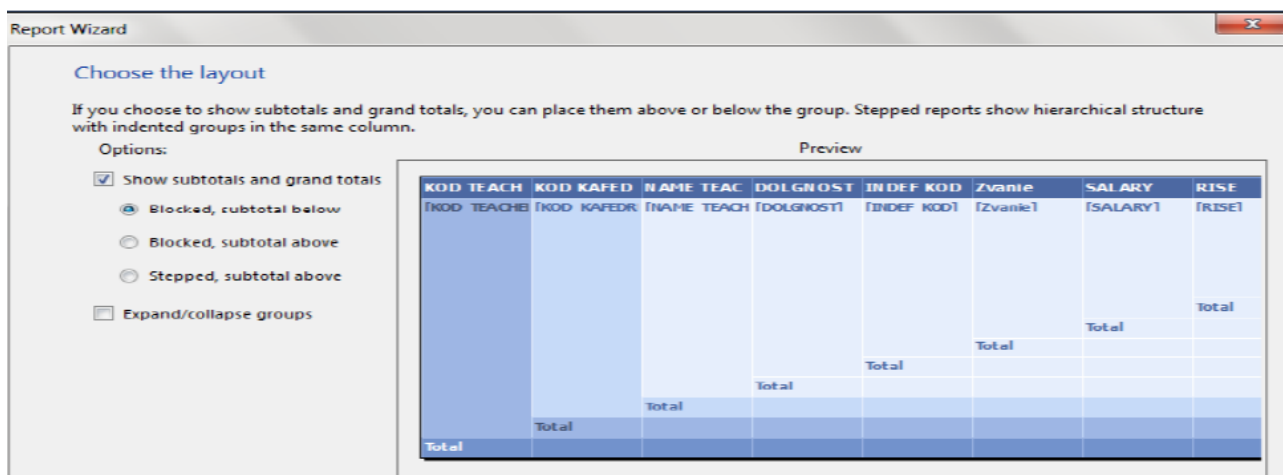 Report Wizard
Choose the layout
If you choose to show subtotals and grand totals, you can place them above or below the group. Stepped reports show hierarchical structure
with indented groups in the same column.
Options:
Preview
Show subtotals and grand totals
Blocked, subtotal below
Blocked, subtotal above
Stepped, subtotal above
Expand/collapse groups
KOD TEACH KOD KAFED NAME TEAC DOLGNOST INDEF KOD Zvanie SALARY RISE
[KOD TEACHE [KOD KAFEDR [NAME TEACH [DOLGNOST] [INDEF KOD] [Zvanie] [SALARY] [RISE]
Total
Total
Total
Total
Total
Total
Total
Total